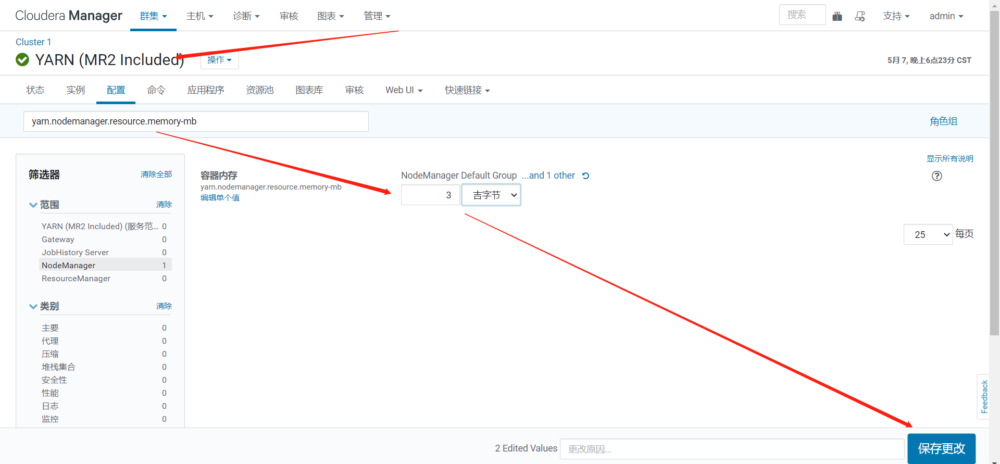 Cloudera Manager 群集 主机 诊断 审核 图表 管理 搜索 支持 admin
Cluster 1
YARN (MR2 Included) 操作 5月 7, 晚上6点23分 CST
状态 实例 配置 命令 应用程序 资源池 图表库 审核 Web UI 快速链接
yarn.nodemanager.resource.memory-mb 角色组
显示所有说明
筛选器 清除全部
容器内存 NodeManager Default Group ...and 1 other
yarn.nodemanager.resource.memory-mb
编辑单个值
3 吉字节
范围 清除
YARN (MR2 Included) (服务范... 0
Gateway 0
JobHistory Server 0
NodeManager 1
ResourceManager 0
25 每页
类别 清除
主要 0
代理 0
压缩 0
堆栈集合 0
安全性 0
性能 0
日志 0
监控 0
Feedback
2 Edited Values 更改原因... 保存更改